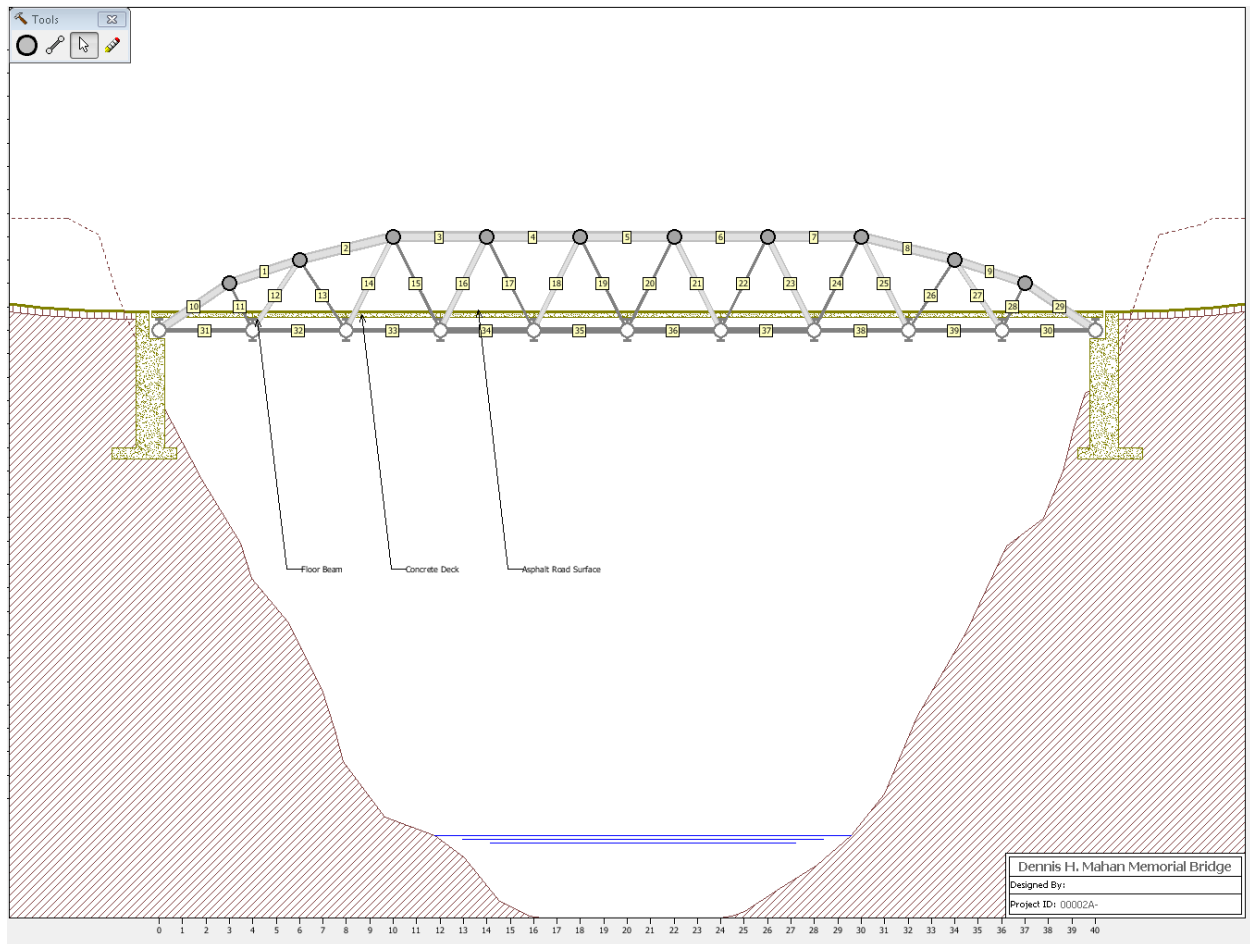 Tools
3 4 5 6 7
2 8
1 9
10 11 12 13 14 15 16 17 18 19 20 21 22 23 24 25 26 27 28 29
31 32 33 34 35 36 37 38 39 30
Floor Beam
Concrete Deck
Asphalt Road Surface
Dennis H. Mahan Memorial Bridge
Designed By:
Project ID: 00002A-
0 1 2 3 4 5 6 7 8 9 10 11 12 13 14 15 16 17 18 19 20 21 22 23 24 25 26 27 28 29 30 31 32 33 34 35 36 37 38 39 40